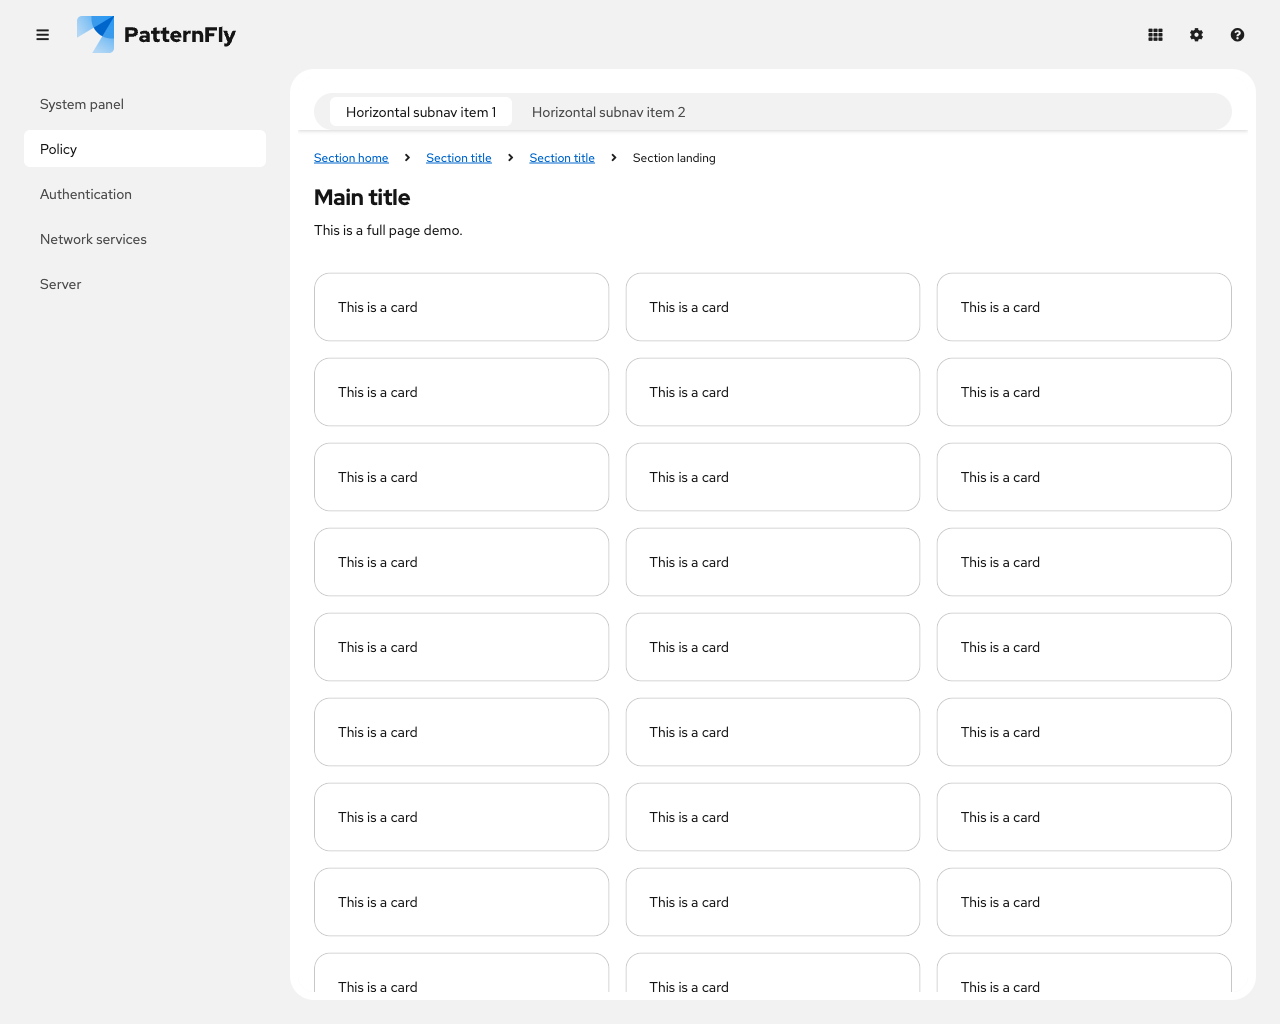 PatternFly
System panel
Policy
Authentication
Network services
Server
Horizontal subnav item 1 Horizontal subnav item 2
Section home Section title Section title Section landing
Main title
This is a full page demo.
This is a card This is a card This is a card
This is a card This is a card This is a card
This is a card This is a card This is a card
This is a card This is a card This is a card
This is a card This is a card This is a card
This is a card This is a card This is a card
This is a card This is a card This is a card
This is a card This is a card This is a card
This is a card This is a card This is a card